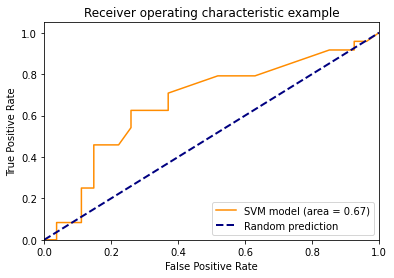 Receiver operating characteristic example
True Positive Rate
1.0
0.8
0.6
0.4
0.2
0.0
SVM model (area = 0.67)
Random prediction
0.0 0.2 0.4 0.6 0.8 1.0
False Positive Rate